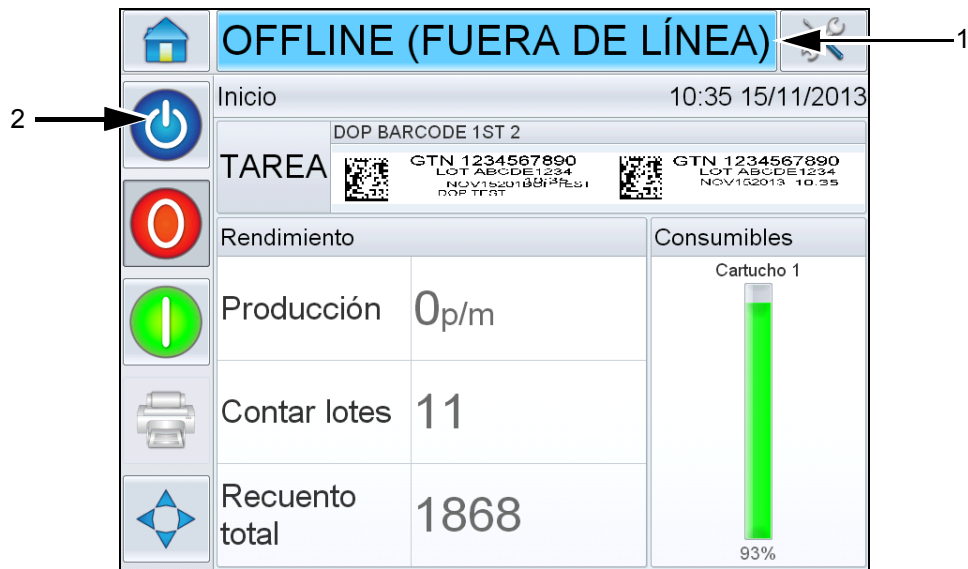 OFFLINE (FUERA DE LÍNEA)
1
2
Inicio
10:35 15/11/2013
DOP BARCODE 1ST 2
TAREA
GTN 1234567890
LOT ABCDE1234
DOP TEST
GTN 1234567890
LOT ABCDE1234
NOV152013 10.35
Rendimiento
Consumibles
Cartucho 1
Producción
0p/m
Contar lotes
11
Recuento
total
1868
93%